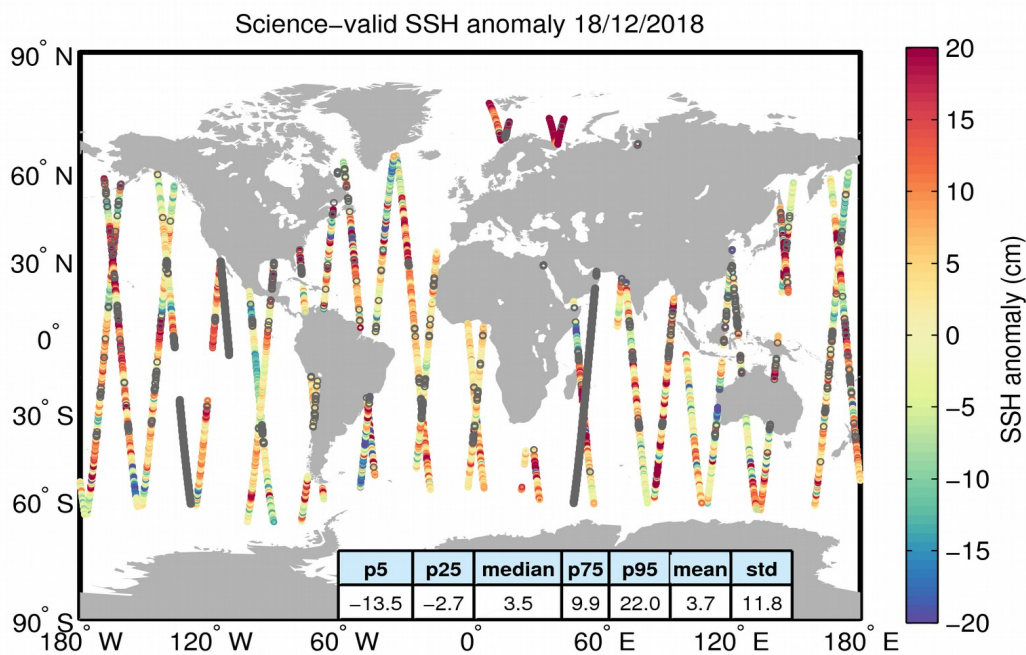 Science−valid SSH anomaly 18/12/2018
90° N
60° N
30° N
0°
30° S
60° S
90° S
180° W
120° W
60° W
0°
60° E
120° E
180° E
p5 p25 median p75 p95 mean std
−13.5 −2.7 3.5 9.9 22.0 3.7 11.8
20
15
10
5
0
−5
−10
−15
−20
SSH anomaly (cm)